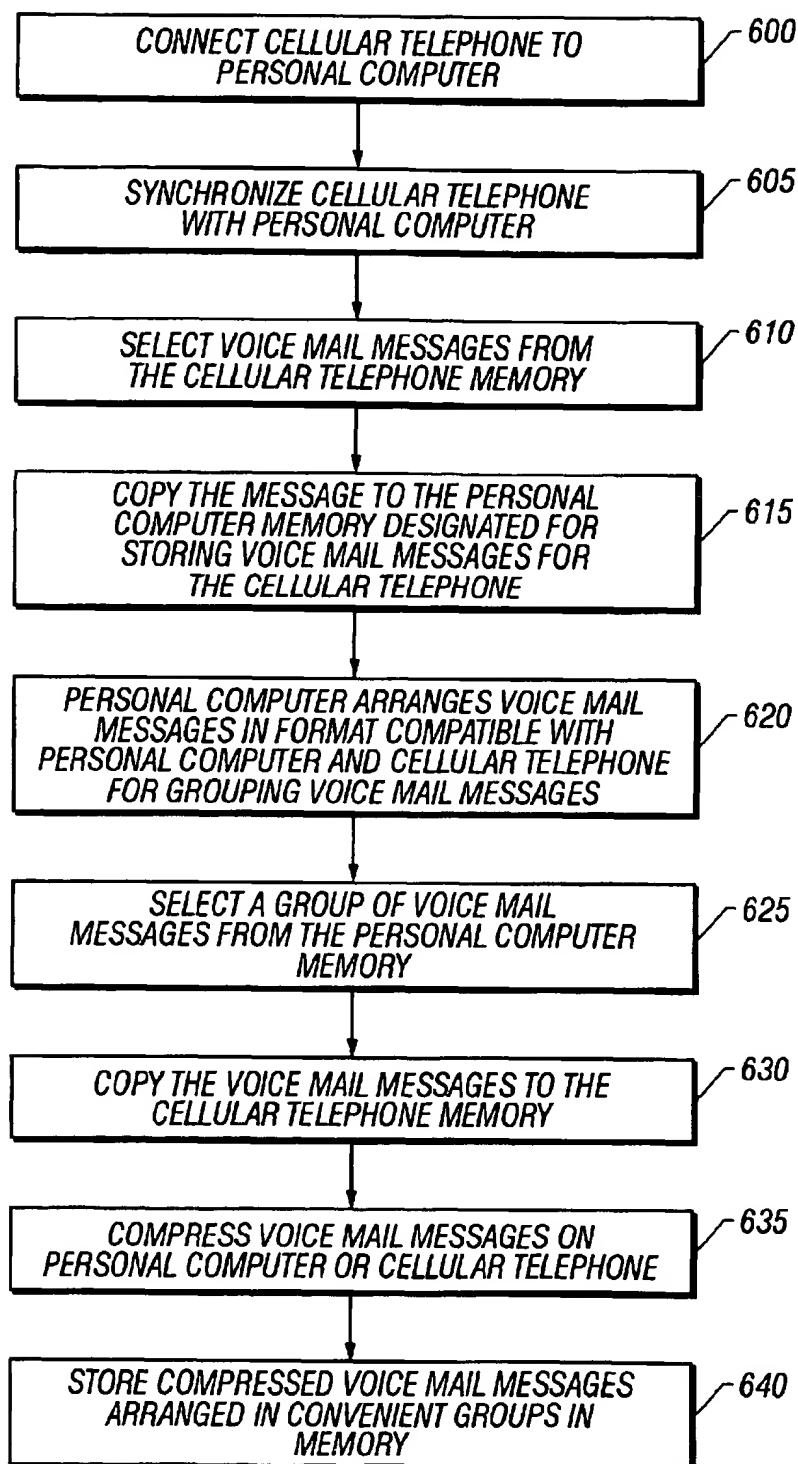 CONNECT CELLULAR TELEPHONE TO
PERSONAL COMPUTER
600
SYNCHRONIZE CELLULAR TELEPHONE
WITH PERSONAL COMPUTER
605
SELECT VOICE MAIL MESSAGES FROM
THE CELLULAR TELEPHONE MEMORY
610
COPY THE MESSAGE TO THE PERSONAL
COMPUTER MEMORY DESIGNATED FOR
STORING VOICE MAIL MESSAGES FOR
THE CELLULAR TELEPHONE
615
PERSONAL COMPUTER ARRANGES VOICE MAIL
MESSAGES IN FORMAT COMPATIBLE WITH
PERSONAL COMPUTER AND CELLULAR TELEPHONE
FOR GROUPING VOICE MAIL MESSAGES
620
SELECT A GROUP OF VOICE MAIL
MESSAGES FROM THE PERSONAL COMPUTER
MEMORY
625
COPY THE VOICE MAIL MESSAGES TO THE
CELLULAR TELEPHONE MEMORY
630
COMPRESS VOICE MAIL MESSAGES ON
PERSONAL COMPUTER OR CELLULAR TELEPHONE
635
STORE COMPRESSED VOICE MAIL MESSAGES
ARRANGED IN CONVENIENT GROUPS IN
MEMORY
640